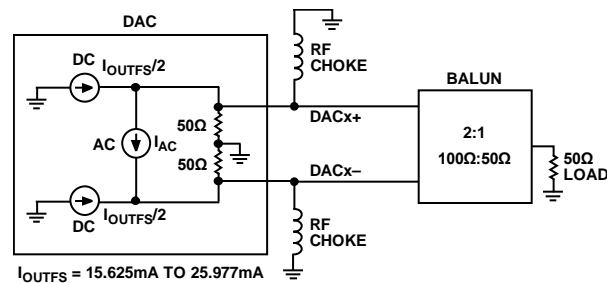 DAC
DC
IOUTFS/2
RF
CHOKE
BALUN
50Ω
DACx+
AC
IAC
2:1
100Ω:50Ω
50Ω
LOAD
50Ω
DACx–
IOUTFS/2
DC
RF
CHOKE
IOUTFS = 15.625mA TO 25.977mA